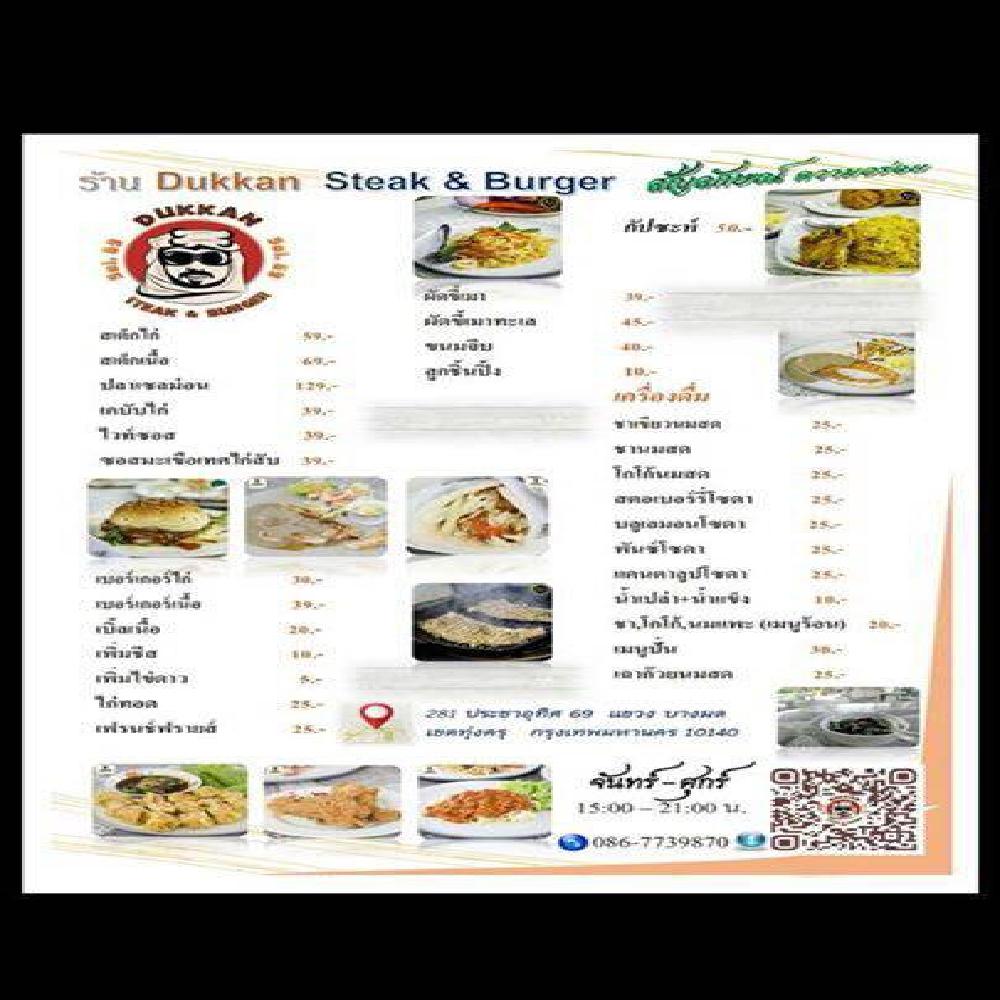 ร้าน Dukkan Steak & Burger
DUKKAN
STEAK & BURGER
สเต็กไก่ 59.-
สเต็กเนื้อ 69.-
ปลาแซลม่อน 129.-
เคบับไก่ 39.-
ไวท์ซอส 39.-
ซอสมะเขือเทศไก่สับ 39.-
เบอร์เกอร์ไก่ 30.-
เบอร์เกอร์เนื้อ 39.-
เบิ้ลเนื้อ 20.-
เพิ่มชีส 10.-
เพิ่มไข่ดาว 5.-
ไก่ทอด 25.-
เฟรนช์ฟรายส์ 25.-
ผัดขี้เมา 39.-
ผัดขี้เมาทะเล 45.-
ขนมจีบ 40.-
ลูกชิ้นปิ้ง 10.-
กัปซะห์ 50.-
เครื่องดื่ม
ชาเขียวนมสด 25.-
ชานมสด 25.-
โกโก้นมสด 25.-
สตอเบอร์รี่โซดา 25.-
บลูเลมอนโซดา 25.-
พันช์โซดา 25.-
แคนตาลูปโซดา 25.-
น้ำเปล่า+น้ำแข็ง 10.-
ชา,โกโก้,นมแพะ (เมนูร้อน) 20.-
เมนูปั่น 30.-
เฉาก๊วยนมสด 25.-
281 ประชาอุทิศ 69 แขวง บางมด
เขตทุ่งครุ กรุงเทพมหานคร 10140
จันทร์-ศุกร์
15:00 – 21:00 น.
086-7739870